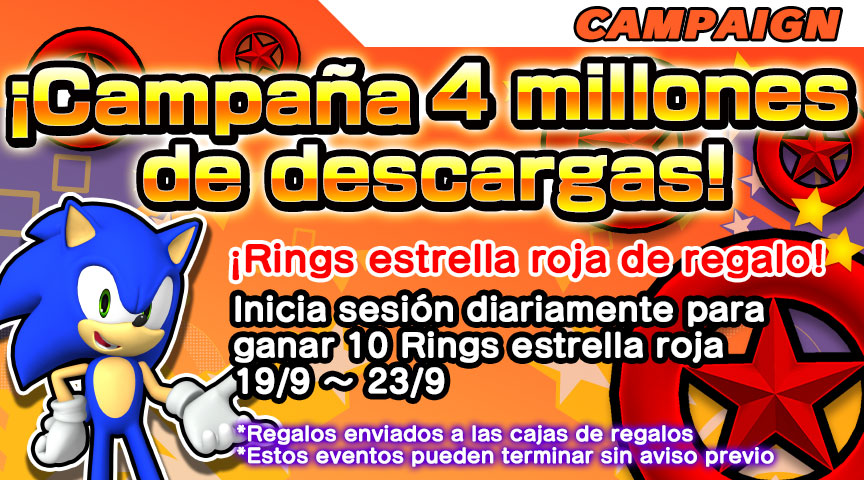 CAMPAIGN
¡Campaña 4 millones
de descargas!
¡Rings estrella roja de regalo!
Inicia sesión diariamente para
ganar 10 Rings estrella roja
19/9 ~ 23/9
*Regalos enviados a las cajas de regalos
*Estos eventos pueden terminar sin aviso previo